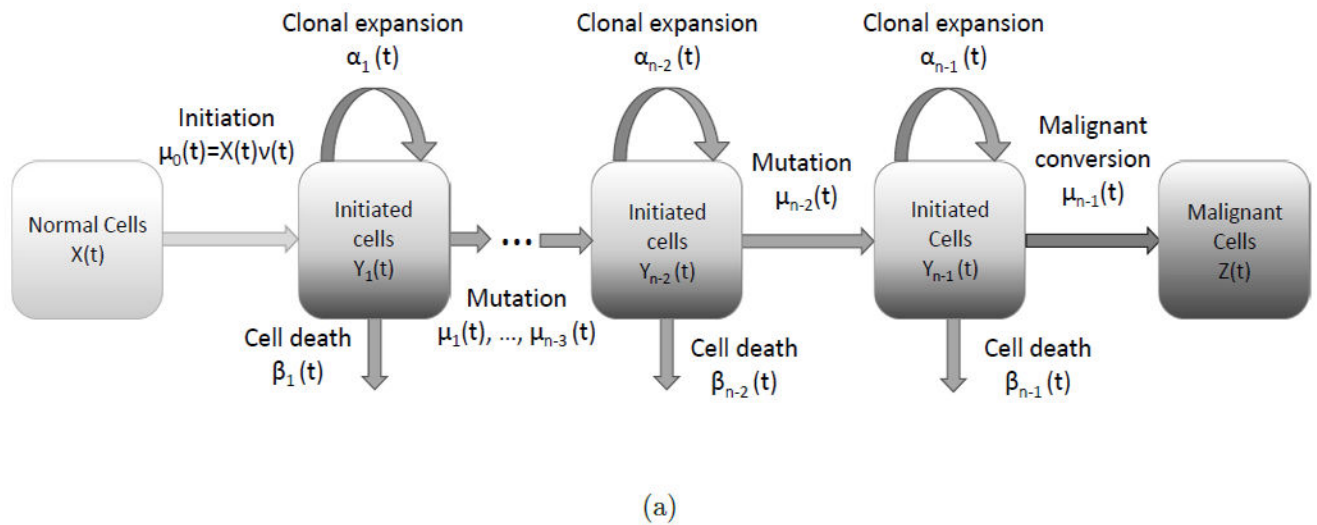 Clonal expansion
α₁ (t)
Clonal expansion
αₙ₋₂ (t)
Clonal expansion
αₙ₋₁ (t)
Initiation
μ₀(t)=X(t)ν(t)
Normal Cells
X(t)
Initiated
cells
Y₁(t)
...
Mutation
μ₁(t), ..., μₙ₋₃ (t)
Cell death
β₁ (t)
Initiated
cells
Yₙ₋₂(t)
Cell death
βₙ₋₂ (t)
Mutation
μₙ₋₂(t)
Initiated
Cells
Yₙ₋₁(t)
Cell death
βₙ₋₁ (t)
Malignant
conversion
μₙ₋₁(t)
Malignant
Cells
Z(t)
(a)